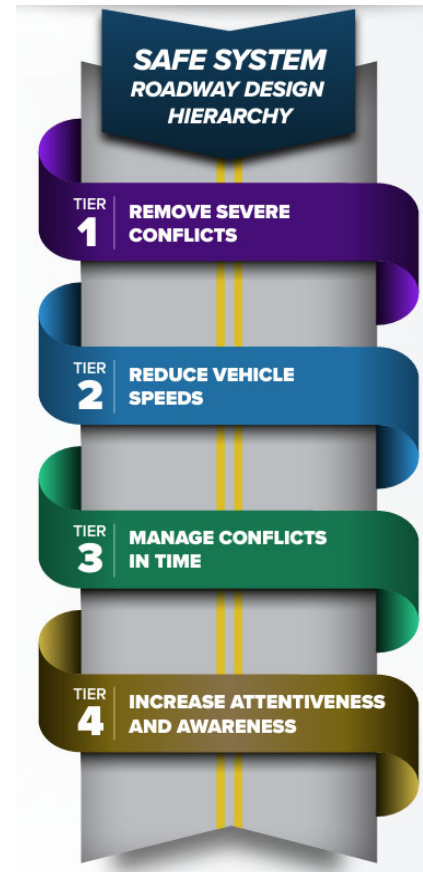 SAFE SYSTEM
ROADWAY DESIGN
HIERARCHY
TIER
1
REMOVE SEVERE
CONFLICTS
TIER
2
REDUCE VEHICLE
SPEEDS
TIER
3
MANAGE CONFLICTS
IN TIME
TIER
4
INCREASE ATTENTIVENESS
AND AWARENESS